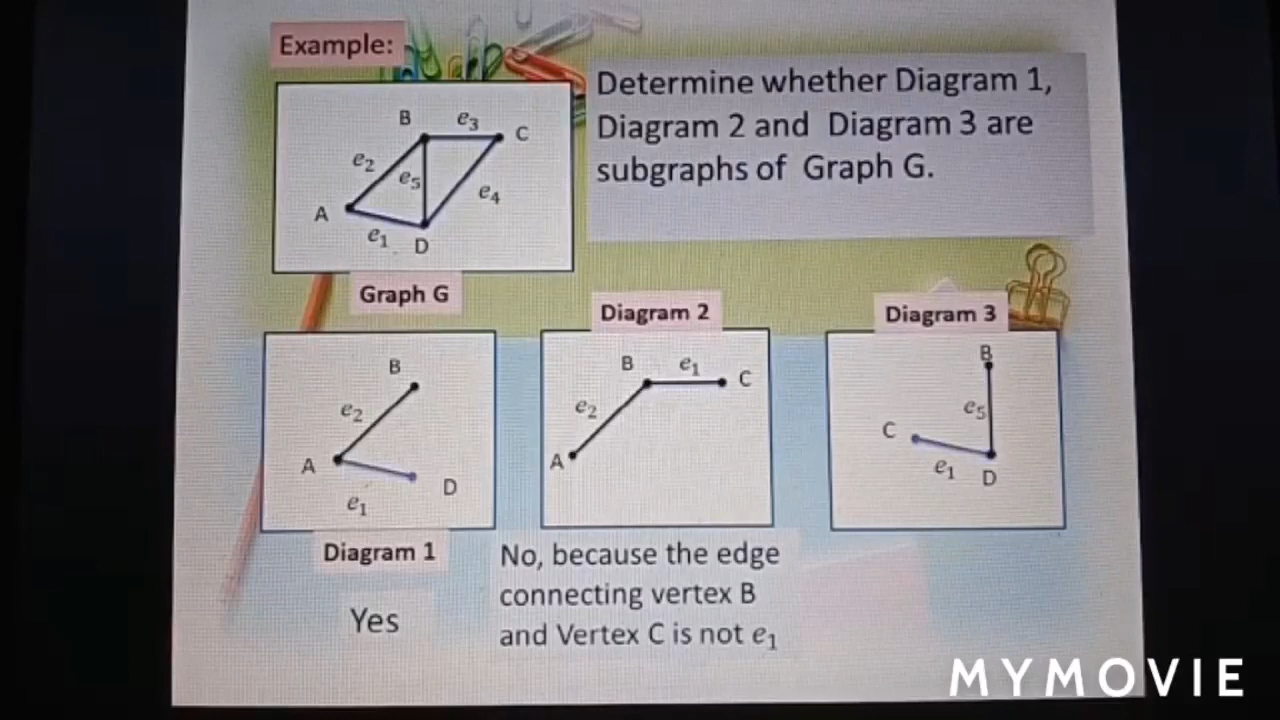 Example:
Determine whether Diagram 1,
Diagram 2 and Diagram 3 are
subgraphs of Graph G.
B
e3
C
e2
e5
e4
A
e1
D
Graph G
Diagram 2
Diagram 3
B
e2
A
D
e1
Diagram 1
Yes
B
e1
C
e2
A
No, because the edge
connecting vertex B
and Vertex C is not e1
B
e5
C
e1
D
MYMOVIE